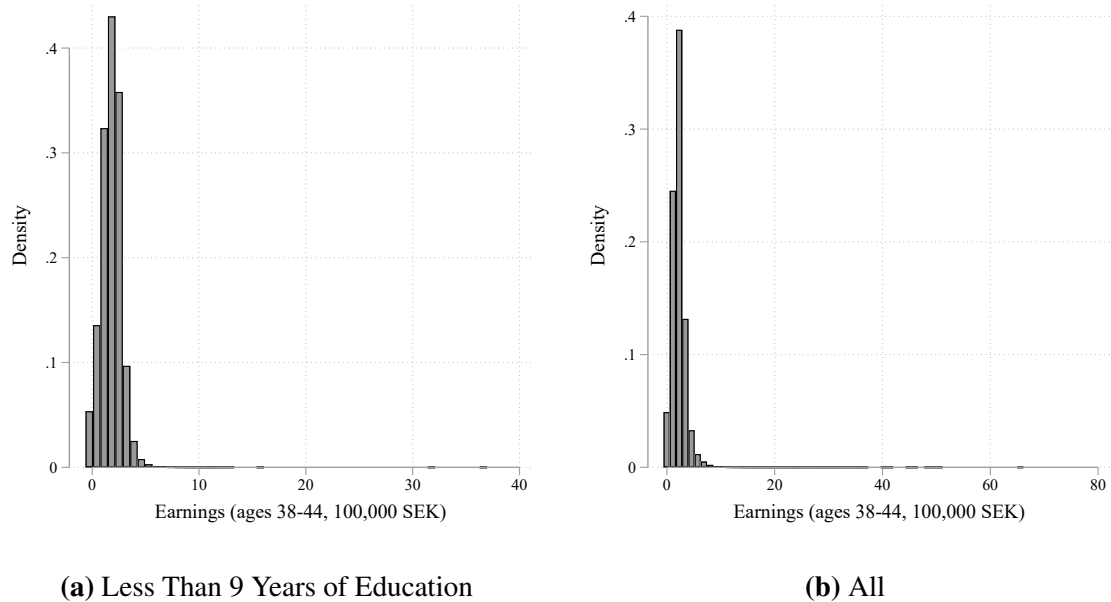 .4
.3
.2
.1
0
Density
0 10 20 30 40
Earnings (ages 38-44, 100,000 SEK)
(a) Less Than 9 Years of Education
.4
.3
.2
.1
0
Density
0 20 40 60 80
Earnings (ages 38-44, 100,000 SEK)
(b) All